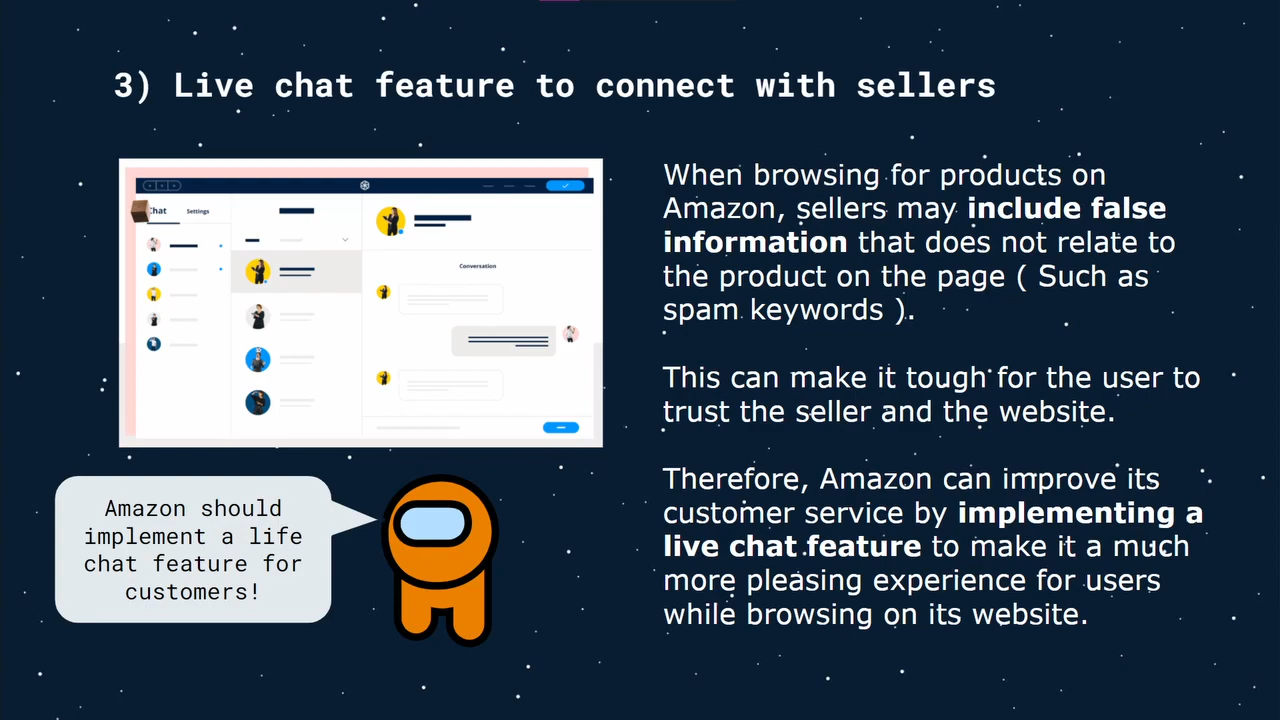 3) Live chat feature to connect with sellers
Chat
Settings
Conversation
When browsing for products on
Amazon, sellers may include false
information that does not relate to
the product on the page ( Such as
spam keywords ).
This can make it tough for the user to
trust the seller and the website.
Therefore, Amazon can improve its
customer service by implementing a
live chat feature to make it a much
more pleasing experience for users
while browsing on its website.
Amazon should
implement a life
chat feature for
customers!